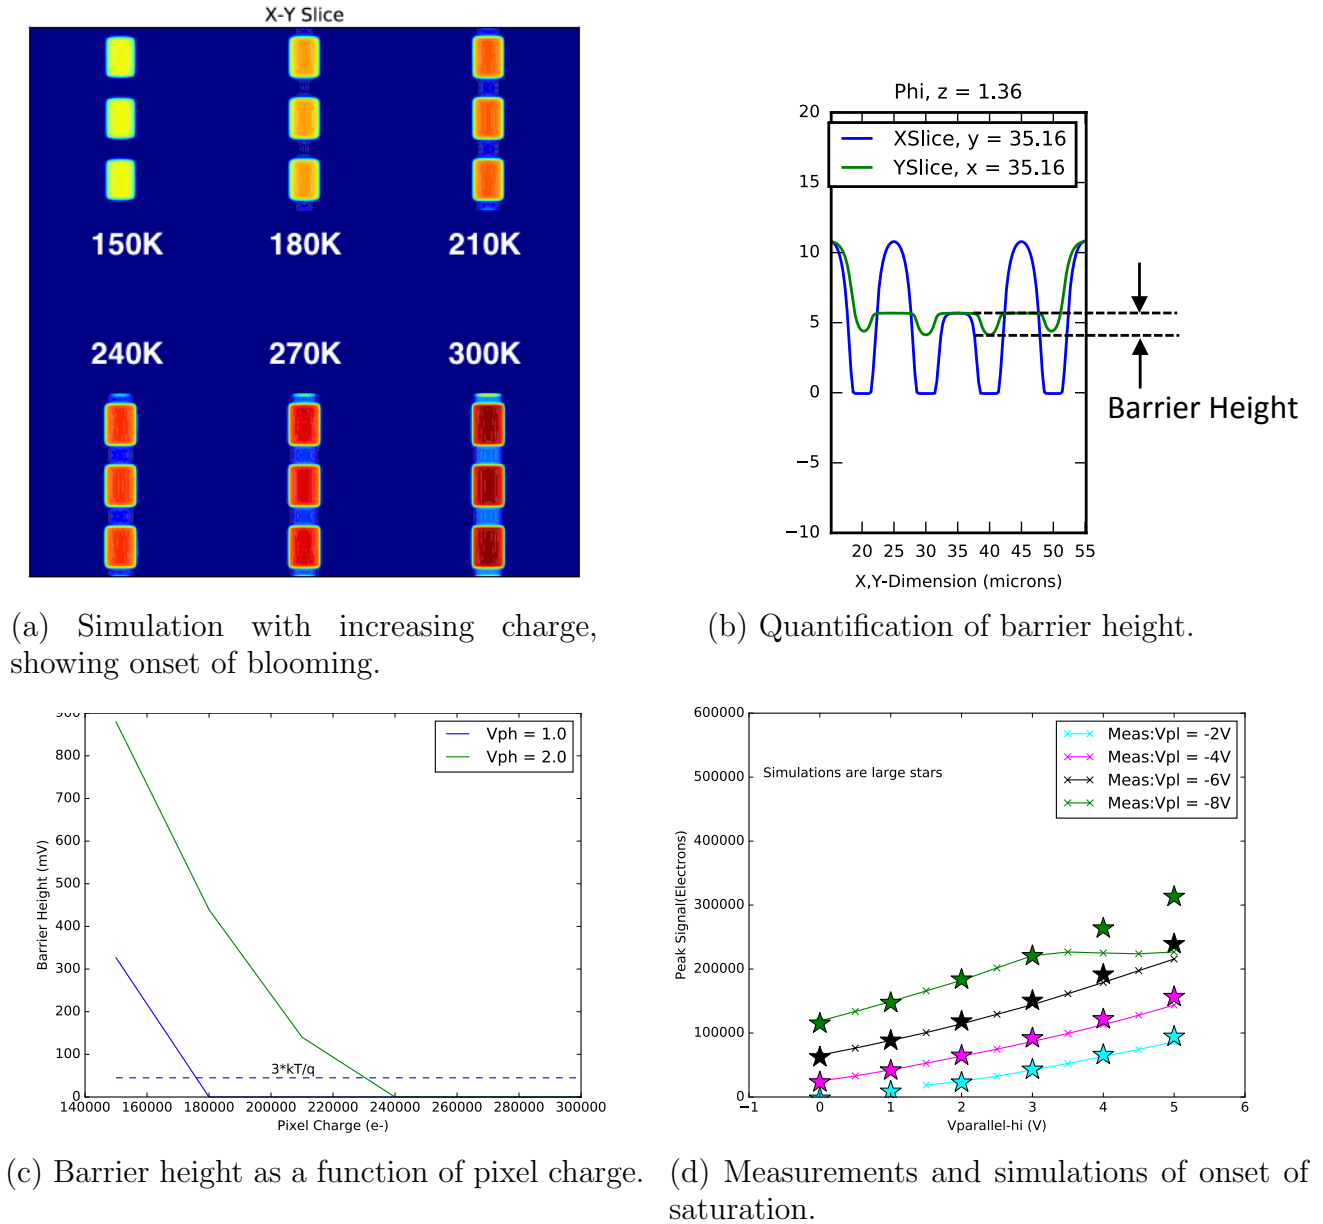 X-Y Slice
150K
180K
210K
240K
270K
300K
(a) Simulation with increasing charge,
showing onset of blooming.
Phi, z = 1.36
XSlice, y = 35.16
YSlice, x = 35.16
20
15
10
5
0
−5
−10
20 25 30 35 40 45 50 55
X,Y-Dimension (microns)
Barrier Height
(b) Quantification of barrier height.
900
800
700
600
500
400
300
200
100
0
Barrier Height (mV)
Vph = 1.0
Vph = 2.0
3*kT/q
140000 160000 180000 200000 220000 240000 260000 280000 300000
Pixel Charge (e-)
(c) Barrier height as a function of pixel charge.
600000
500000
400000
300000
200000
100000
0
Peak Signal(Electrons)
Simulations are large stars
Meas:Vpl = -2V
Meas:Vpl = -4V
Meas:Vpl = -6V
Meas:Vpl = -8V
−1 0 1 2 3 4 5 6
Vparallel-hi (V)
(d) Measurements and simulations of onset of
saturation.